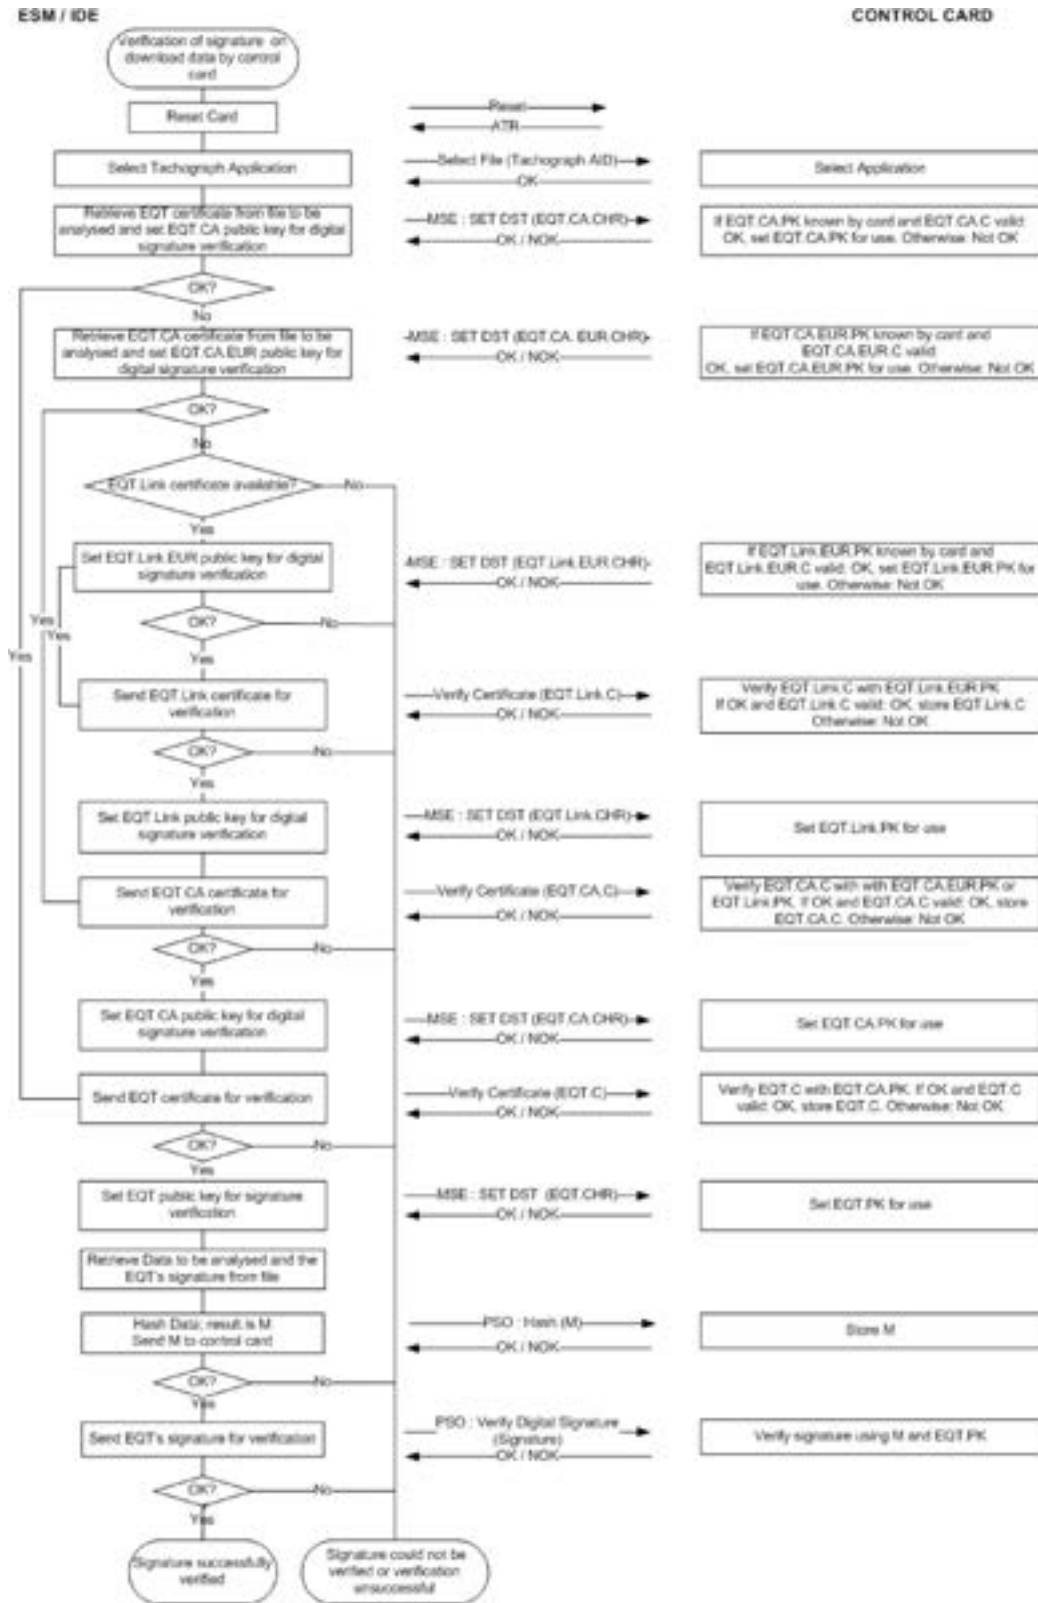 ESM / IDE
CONTROL CARD
Verification of signature on
download data by control
card
Reset Card
Reset
ATR
Select Tachograph Application
Select File (Tachograph AID)
OK
Select Application
Retrieve EQT certificate from file to be
analysed and set EQT.CA public key for digital
signature verification
MSE : SET DST (EQT.CA.CHR)
OK / NOK
If EQT.CA.PK known by card and EQT.CA.C valid:
OK, set EQT.CA.PK for use. Otherwise: Not OK
OK?
No
Retrieve EQT.CA certificate from file to be
analysed and set EQT.CA.EUR public key for
digital signature verification
MSE : SET DST (EQT.CA. EUR.CHR)
OK / NOK
If EQT.CA.EUR.PK known by card and
EQT.CA.EUR.C valid
OK, set EQT.CA.EUR.PK for use. Otherwise: Not OK
OK?
No
EQT.Link certificate available?
No
Yes
Set EQT.Link.EUR public key for digital
signature verification
MSE : SET DST (EQT.Link.EUR.CHR)
OK / NOK
If EQT.Link.EUR.PK known by card and
EQT.Link.EUR.C valid: OK, set EQT.Link.EUR.PK for
use. Otherwise: Not OK
OK?
No
Yes
Yes
Yes
Yes
Send EQT.Link certificate for
verification
Verify Certificate (EQT.Link.C)
OK / NOK
Verify EQT.Link.C with EQT.Link.EUR.PK
If OK and EQT.Link.C valid: OK, store EQT.Link.C
Otherwise: Not OK
OK?
No
Yes
Set EQT.Link public key for digital
signature verification
MSE : SET DST (EQT.Link.CHR)
OK / NOK
Set EQT.Link.PK for use
Send EQT.CA certificate for
verification
Verify Certificate (EQT.CA.C)
OK / NOK
Verify EQT.CA.C with with EQT.CA.EUR.PK or
EQT.Link.PK. If OK and EQT.CA.C valid: OK, store
EQT.CA.C. Otherwise: Not OK
OK?
No
Yes
Set EQT.CA public key for digital
signature verification
MSE : SET DST (EQT.CA.CHR)
OK / NOK
Set EQT.CA.PK for use
Send EQT certificate for verification
Verify Certificate (EQT.C)
OK / NOK
Verify EQT.C with EQT.CA.PK. If OK and EQT.C
valid: OK, store EQT.C. Otherwise: Not OK
OK?
No
Yes
Set EQT public key for signature
verification
MSE : SET DST (EQT.CHR)
OK / NOK
Set EQT.PK for use
Retrieve Data to be analysed and the
EQT's signature from file
Hash Data; result is M
Send M to control card
PSO : Hash (M)
OK / NOK
Store M
OK?
No
Yes
Send EQT's signature for verification
PSO : Verify Digital Signature
(Signature)
OK / NOK
Verify signature using M and EQT.PK
OK?
No
Yes
Signature successfully
verified
Signature could not be
verified or verification
unsuccessful